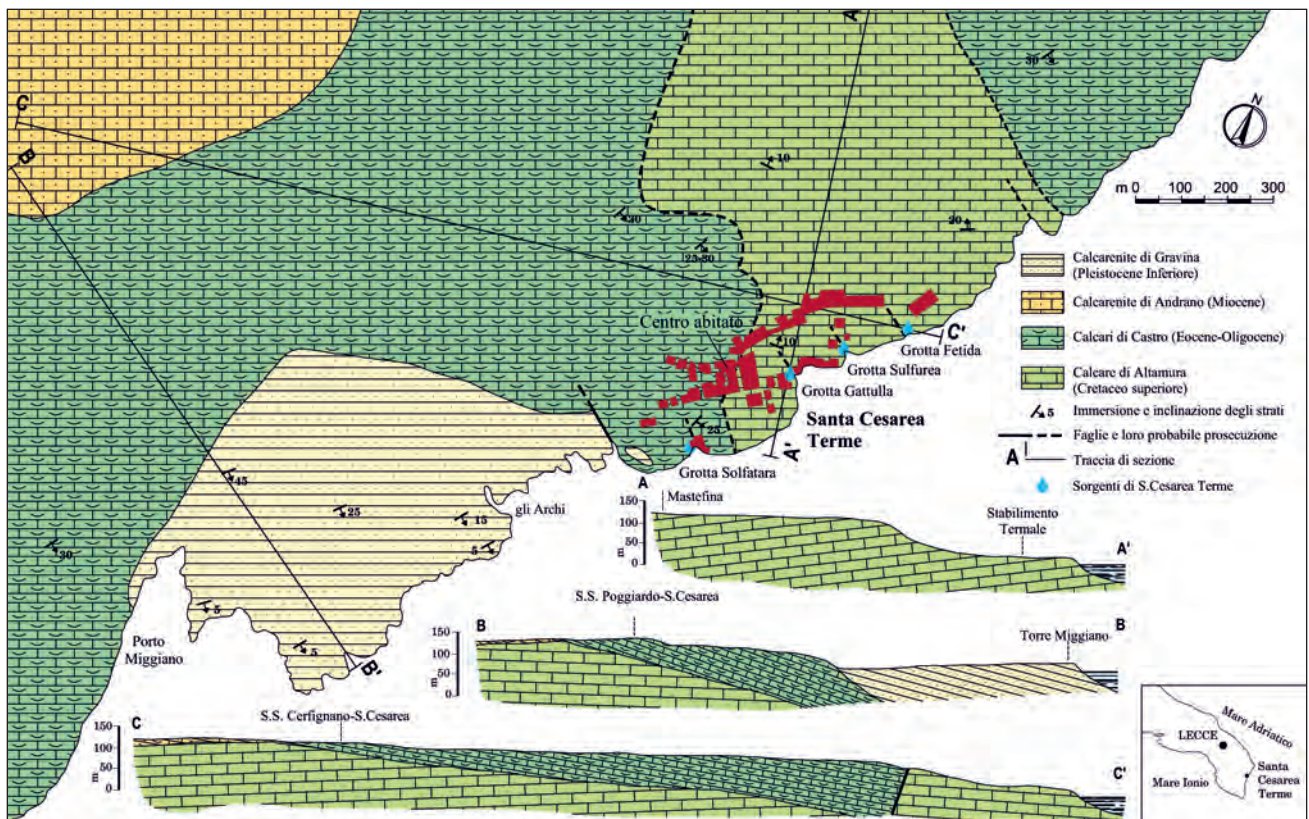 A
C
B
30
10
30
20
25-30
N
m 0 100 200 300
Calcarenite di Gravina
(Pleistocene Inferiore)
Calcarenite di Andrano (Miocene)
Calcari di Castro (Eocene-Oligocene)
Calcare di Altamura
(Cretaceo superiore)
5 Immersione e inclinazione degli strati
Faglie e loro probabile prosecuzione
A Traccia di sezione
Sorgenti di S.Cesarea Terme
Centro abitato
10
C'
Grotta Fetida
Grotta Sulfurea
Grotta Gattulla
Santa Cesarea
Terme
25
A'
Grotta Solfatara
45
25
15
5
gli Archi
30
5
5
Porto
Miggiano
B'
A
Mastefina
Stabilimento
Termale
A'
150
100
50
0
m
S.S. Poggiardo-S.Cesarea
B
Torre Miggiano
B
150
100
50
0
m
S.S. Cerfignano-S.Cesarea
C
C'
150
100
50
0
m
Mare Adriatico
LECCE
Mare Ionio
Santa
Cesarea
Terme